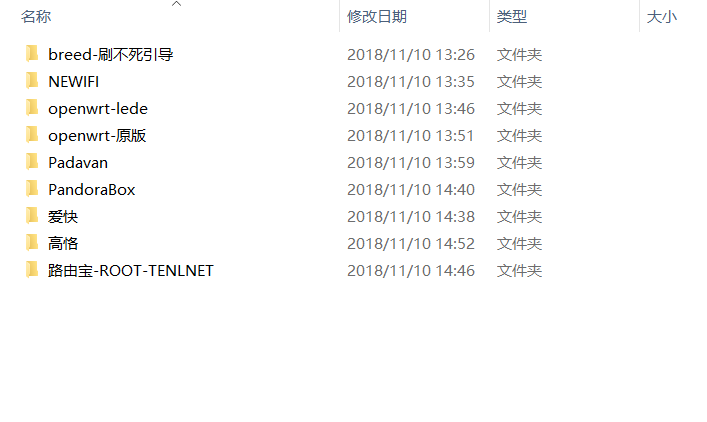 名称 修改日期 类型 大小
breed-刷不死引导 2018/11/10 13:26 文件夹
NEWIFI 2018/11/10 13:35 文件夹
openwrt-lede 2018/11/10 13:46 文件夹
openwrt-原版 2018/11/10 13:51 文件夹
Padavan 2018/11/10 13:59 文件夹
PandoraBox 2018/11/10 14:40 文件夹
爱快 2018/11/10 14:38 文件夹
高恪 2018/11/10 14:52 文件夹
路由宝-ROOT-TENLNET 2018/11/10 14:46 文件夹